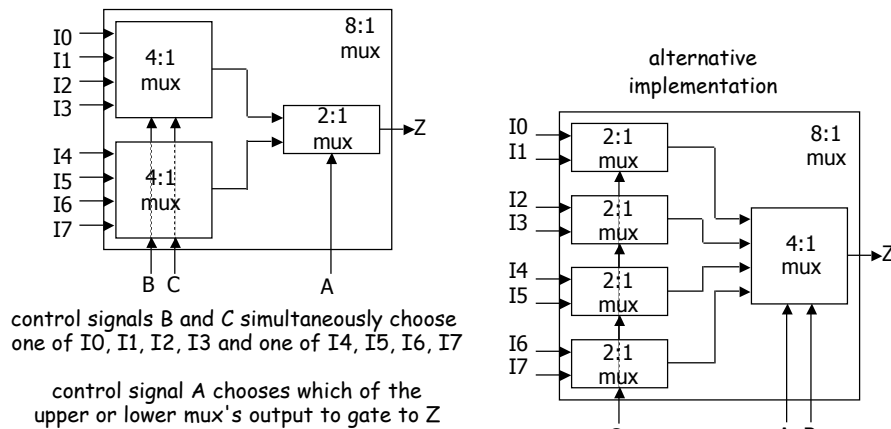 8:1
mux
I0
I1
I2
I3
4:1
mux
2:1
mux
Z
I4
I5
I6
I7
4:1
mux
B C
A
control signals B and C simultaneously choose
one of I0, I1, I2, I3 and one of I4, I5, I6, I7
control signal A chooses which of the
upper or lower mux's output to gate to Z
alternative
implementation
8:1
mux
I0
I1
2:1
mux
I2
I3
2:1
mux
4:1
mux
Z
I4
I5
2:1
mux
I6
I7
2:1
mux